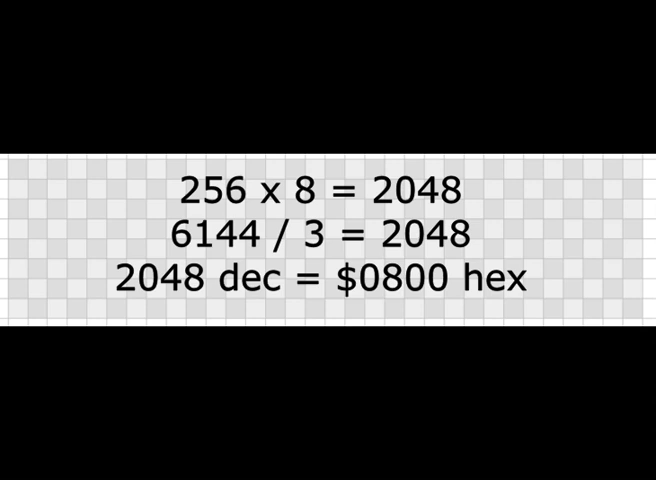 256 x 8 = 2048
6144 / 3 = 2048
2048 dec = $0800 hex